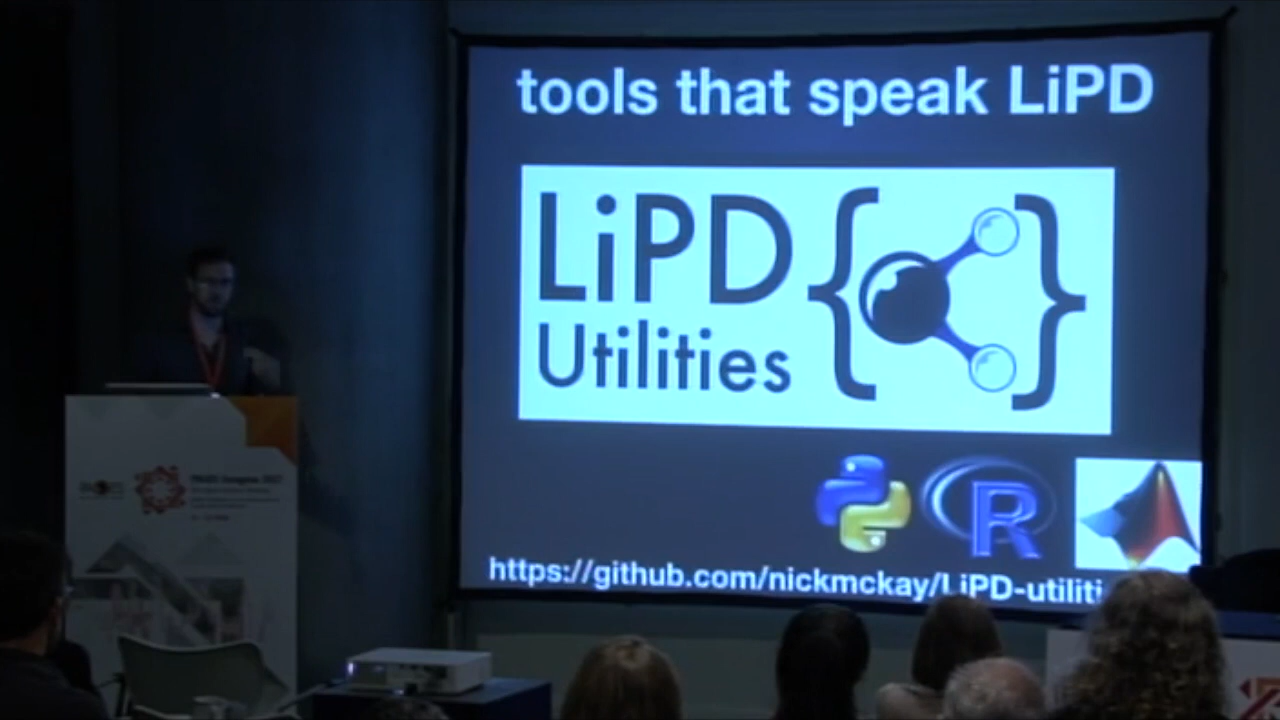 tools that speak LiPD
LiPD
Utilities
R
https://github.com/nickmckay/LiPD-utiliti